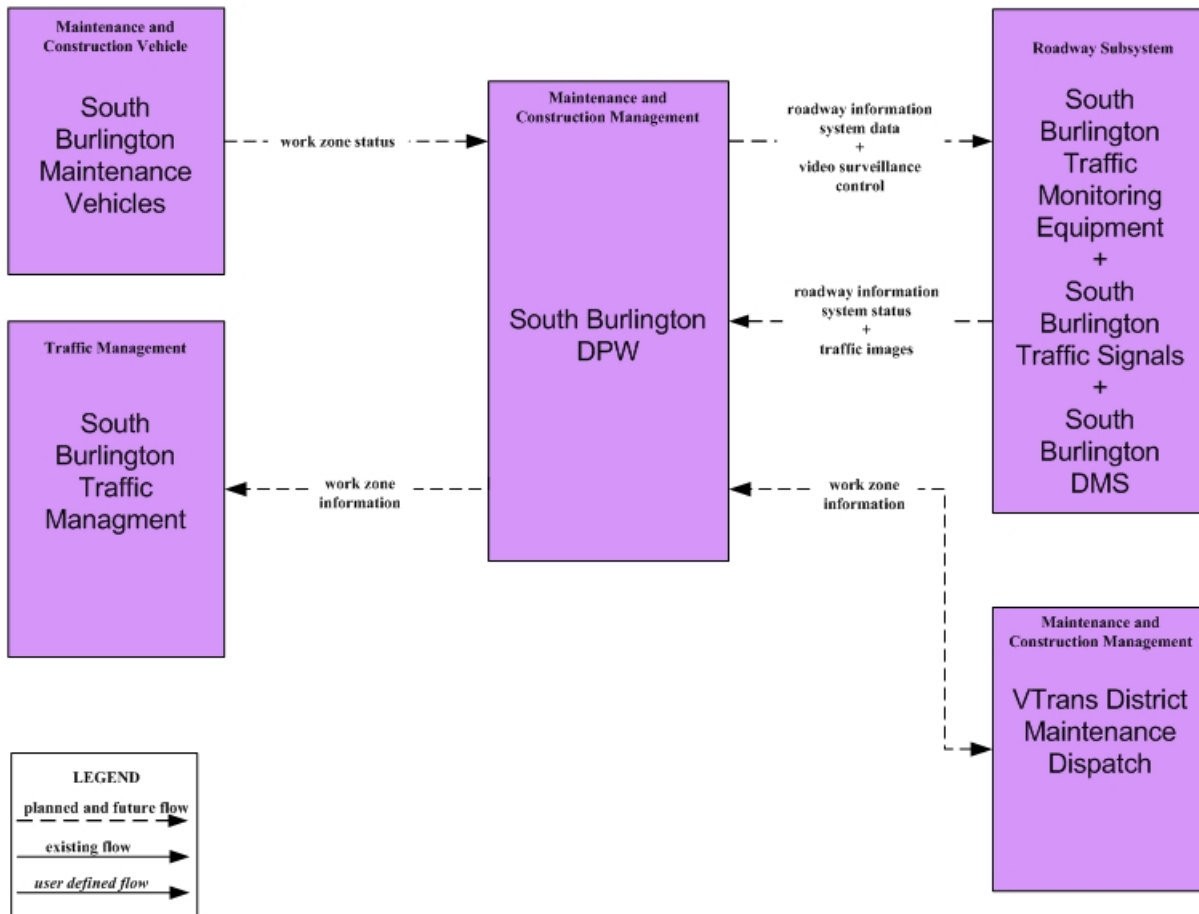 Maintenance and
Construction Vehicle
South
Burlington
Maintenance
Vehicles
work zone status
Maintenance and
Construction Management
South Burlington
DPW
roadway information
system data
+
video surveillance
control
Roadway Subsystem
South
Burlington
Traffic
Monitoring
Equipment
+
South
Burlington
Traffic Signals
+
South
Burlington
DMS
roadway information
system status
+
traffic images
Traffic Management
South
Burlington
Traffic
Managment
work zone
information
work zone
information
Maintenance and
Construction Management
VTrans District
Maintenance
Dispatch
LEGEND
planned and future flow
existing flow
user defined flow